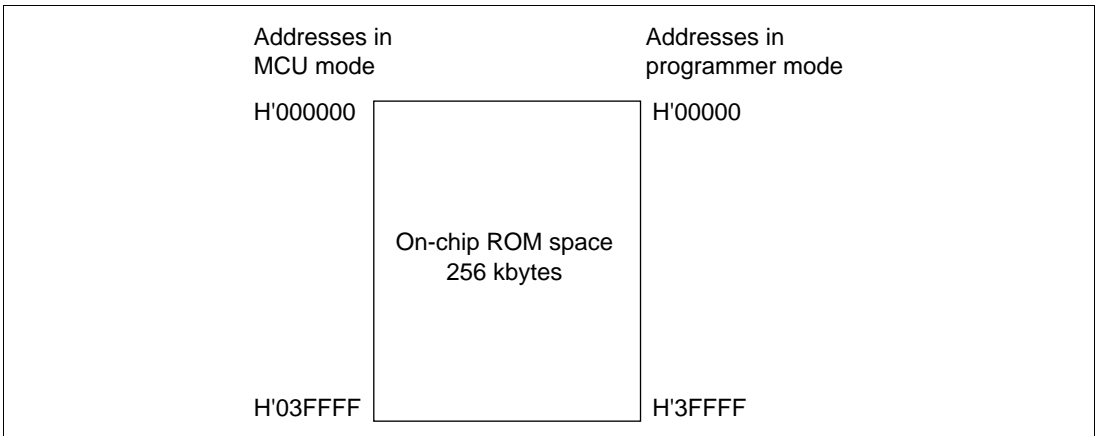 Addresses in
MCU mode
Addresses in
programmer mode
H'000000
H'00000
On-chip ROM space
256 kbytes
H'03FFFF
H'3FFFF